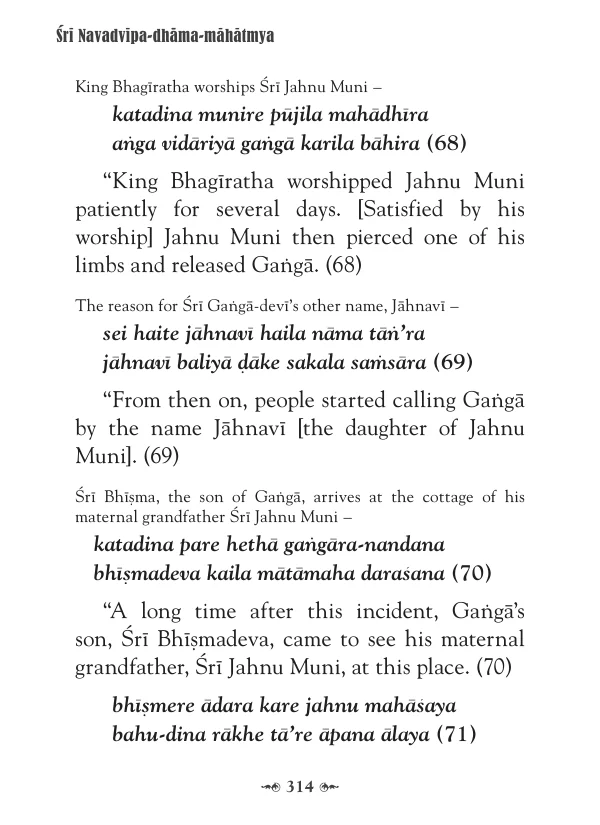 Śrī Navadvīpa-dhāma-māhātmya
King Bhagīratha worships Śrī Jahnu Muni –
katadina munire pūjila mahādhīra
aṅga vidāriyā gaṅgā karila bāhira (68)
“King Bhagīratha worshipped Jahnu Muni
patiently for several days. [Satisfied by his
worship] Jahnu Muni then pierced one of his
limbs and released Gaṅgā. (68)
The reason for Śrī Gaṅgā-devī’s other name, Jāhnavī –
sei haite jāhnavī haila nāma tāṅ’ra
jāhnavī baliyā ḍāke sakala saṁsāra (69)
“From then on, people started calling Gaṅgā
by the name Jāhnavī [the daughter of Jahnu
Muni]. (69)
Śrī Bhīṣma, the son of Gaṅgā, arrives at the cottage of his
maternal grandfather Śrī Jahnu Muni –
katadina pare hethā gaṅgāra-nandana
bhīṣmadeva kaila mātāmaha daraśana (70)
“A long time after this incident, Gaṅgā’s
son, Śrī Bhīṣmadeva, came to see his maternal
grandfather, Śrī Jahnu Muni, at this place. (70)
bhīṣmere ādara kare jahnu mahāśaya
bahu-dina rākhe tā’re āpana ālaya (71)
314